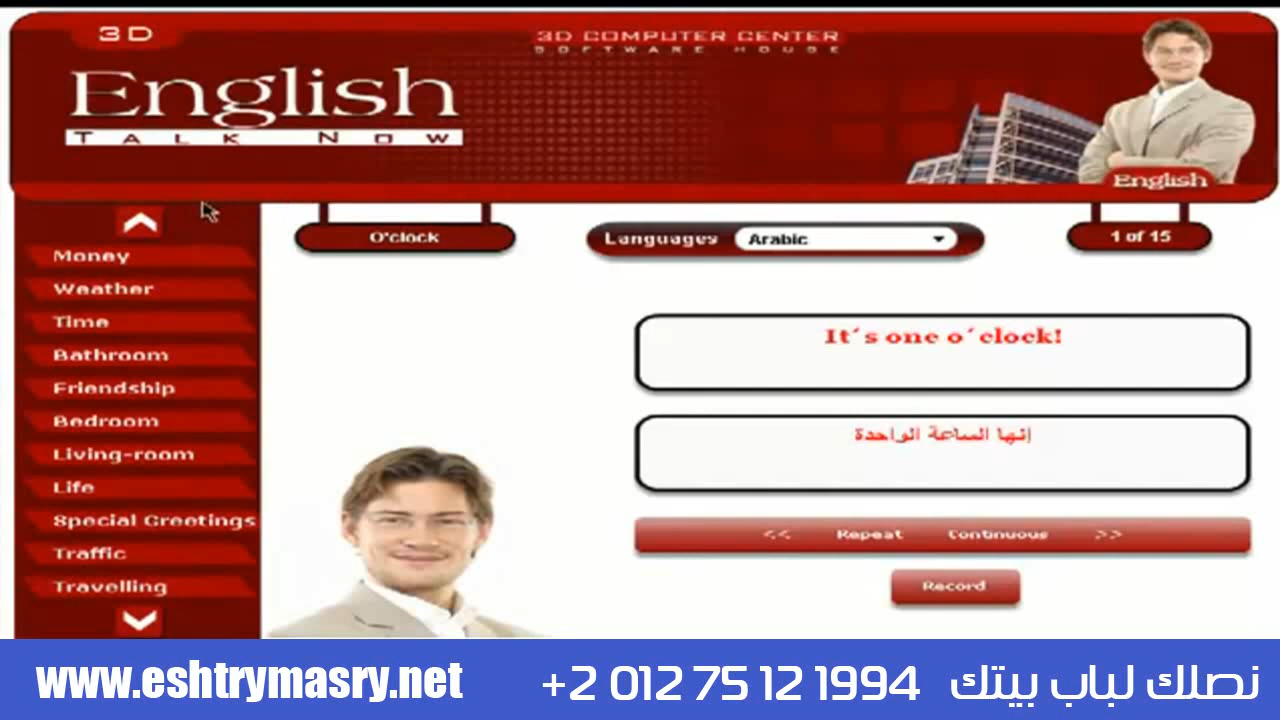 3D
3D COMPUTER CENTER
SOFTWARE HOUSE
English
TALK NOW
English
O'clock
Languages Arabic
1 of 15
Money
Weather
Time
Bathroom
Friendship
Bedroom
Living-room
Life
Special Greetings
Traffic
Travelling
It´s one o´clock!
إنها الساعة الواحدة
<< Repeat Continuous >>
Record
www.eshtrymasry.net
+2 012 75 12 1994 نصلك لباب بيتك